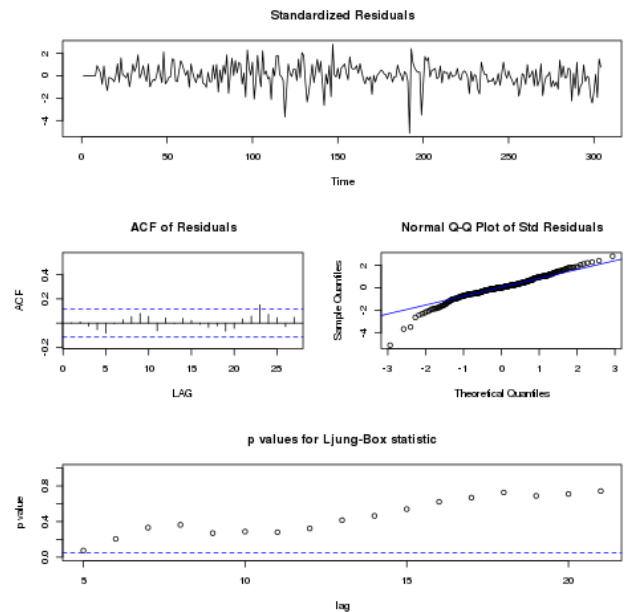 Standardized Residuals
2
0
-2
-4
0 50 100 150 200 250 300
Time
ACF of Residuals
ACF
0.4
0.2
-0.2
0 5 10 15 20 25
LAG
Normal Q-Q Plot of Std Residuals
Sample Quantiles
2
0
-2
-4
-3 -2 -1 0 1 2 3
Theoretical Quantiles
p values for Ljung-Box statistic
p value
0.8
0.4
0.0
5 10 15 20
lag